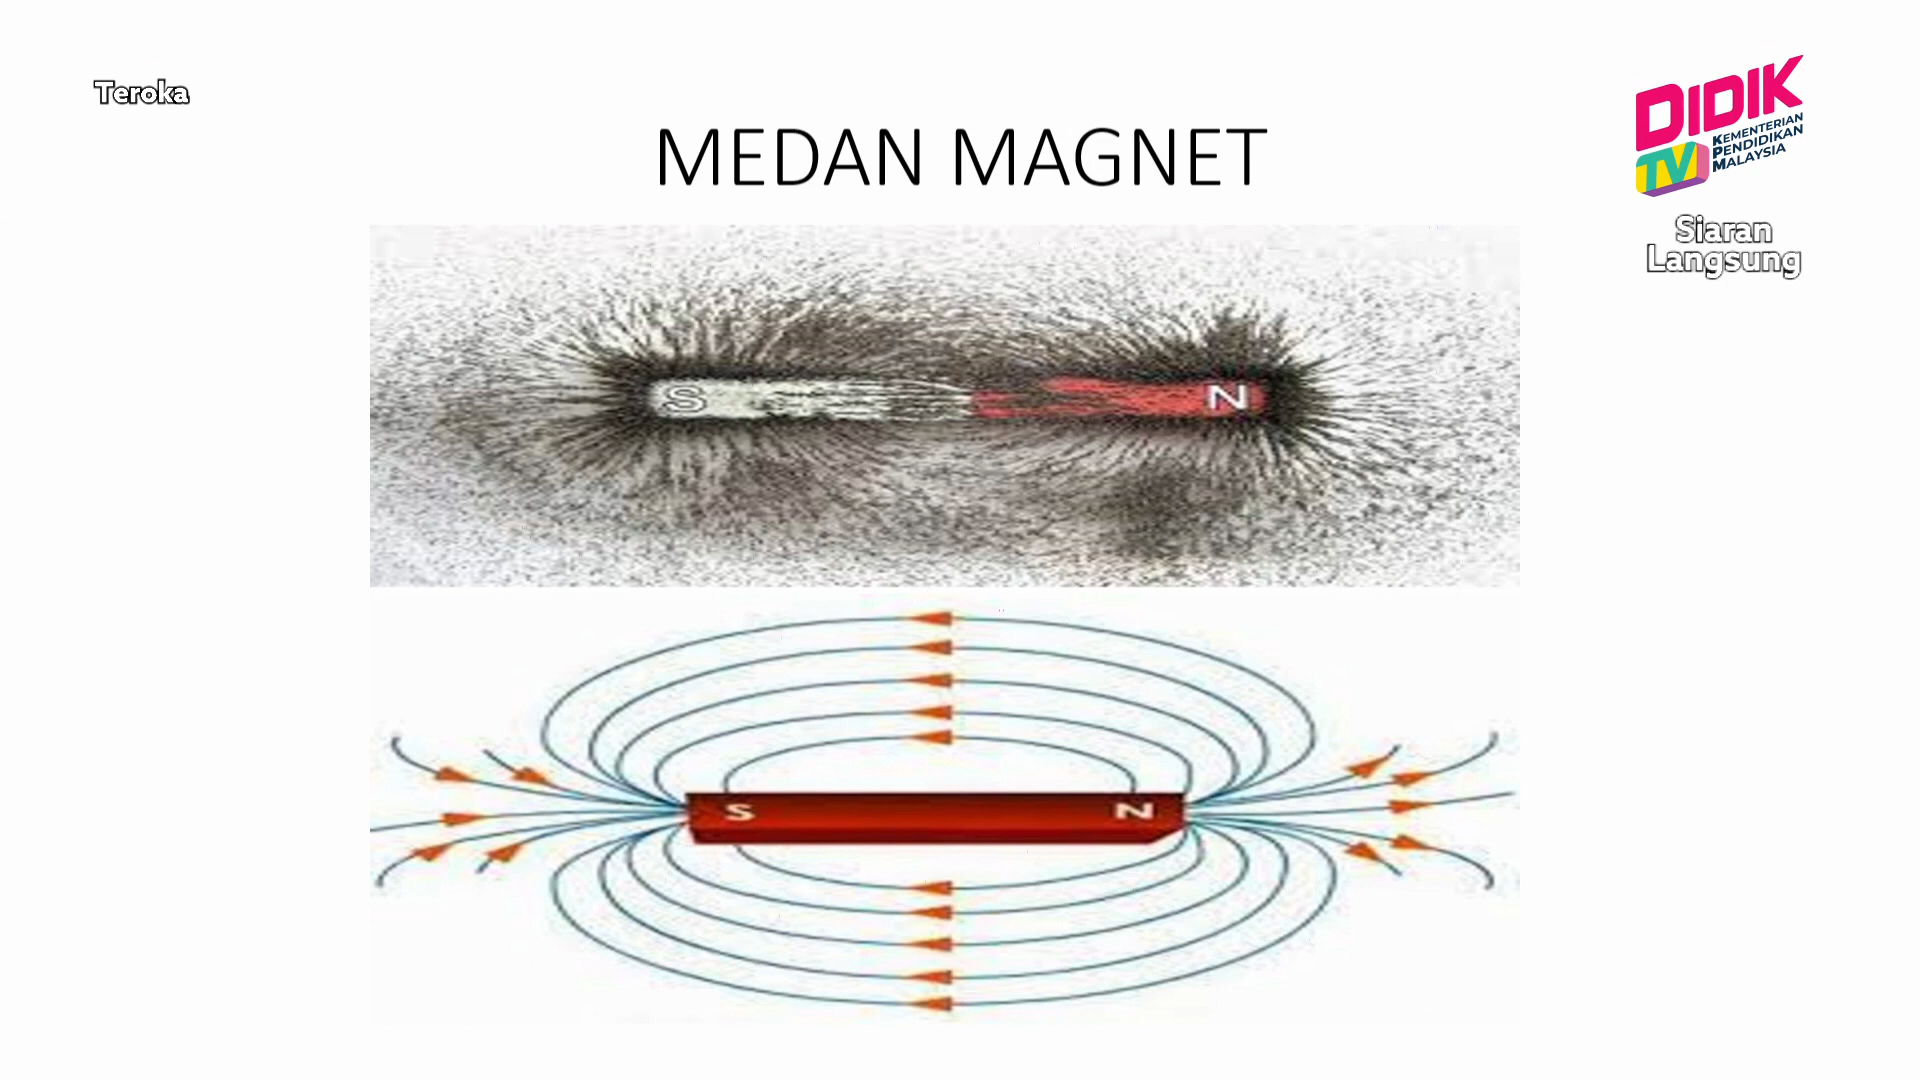 Teroka
DIDIK
TV
KEMENTERIAN
PENDIDIKAN
MALAYSIA
MEDAN MAGNET
Siaran
Langsung
S
N
S
N